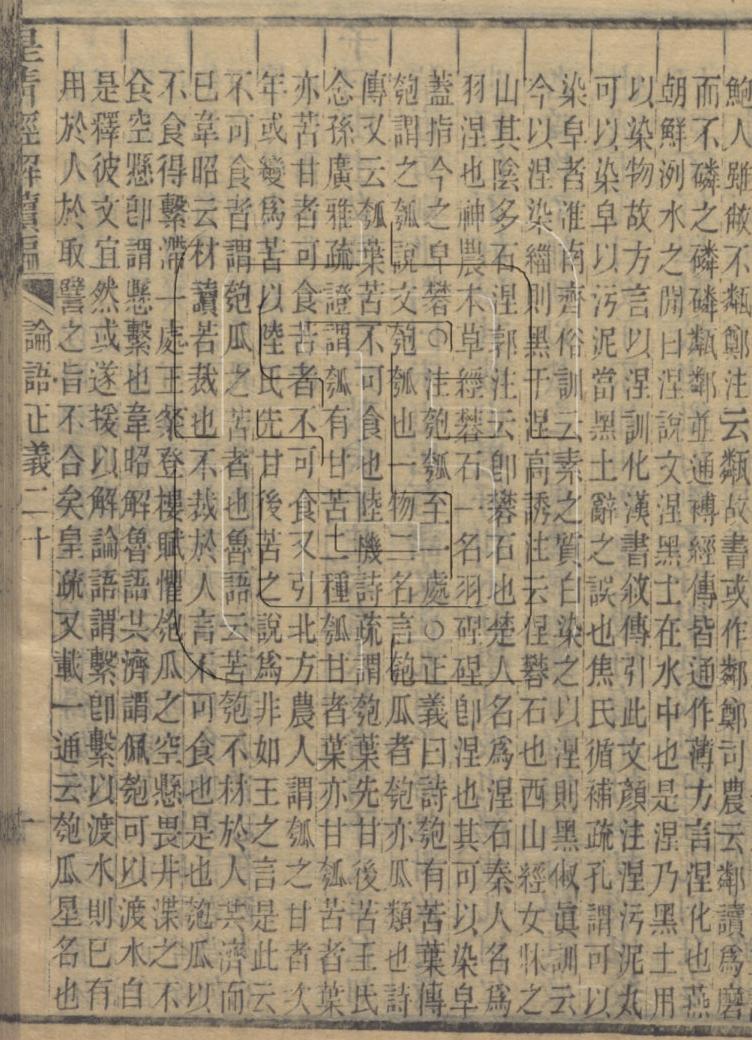 鮑人雖敝不甐鄭注云甐故書或作鄰鄭司農云鄰讀爲磨
而不磷之磷磷甐鄰並通博經傳皆通作薄方言涅化也燕
朝鮮洌水之閒曰涅說文涅黑土在水中也是涅乃黑土用
以染物故方言以涅訓化漢書敘傳引此文顏注涅污泥丸
可以染皁以污泥當黑土辭之誤也焦氏循補疏孔謂可以
染皁者淮南齊俗訓云素之質白染之以涅則黑俶眞訓云
今以涅染緇則黑于涅高誘注云涅礬石也西山經女牀之
山其陰多石涅郭注云卽礬石也楚人名爲涅石秦人名爲
羽涅也神農本草經礬石一名羽碮碮卽涅也其可以染皁
蓋指今之皁礬○注匏瓠至一處○正義曰詩匏有苦葉傳
匏謂之瓠說文匏瓠也一物二名言匏瓜者匏亦瓜類也詩
傳又云瓠葉苦不可食也陸機詩疏謂匏葉先甘後苦王氏
念孫廣雅疏證謂瓠有甘苦二種瓠甘者葉亦甘瓠苦者葉
亦苦甘者可食苦者不可食又引北方農人謂瓠之甘者次
年或變爲苦以陸氏先甘後苦之說爲非如王之言是此云
不可食者謂匏瓜之苦者也魯語云苦匏不材於人共濟而
已韋昭云材讀若裁也不裁於人言不可食也是也匏瓜以
不食得繫滯一處王粲登樓賦懼匏瓜之空懸畏井渫之不
食空懸卽謂懸繫也韋昭解魯語共濟謂佩匏可以渡水自
是釋彼文宜然或遂援以解論語謂繫卽繫以渡水則已有
用於人於取譬之旨不合矣皇疏又載一通云匏瓜星名也
皇清經解續編 論語正義二十 一